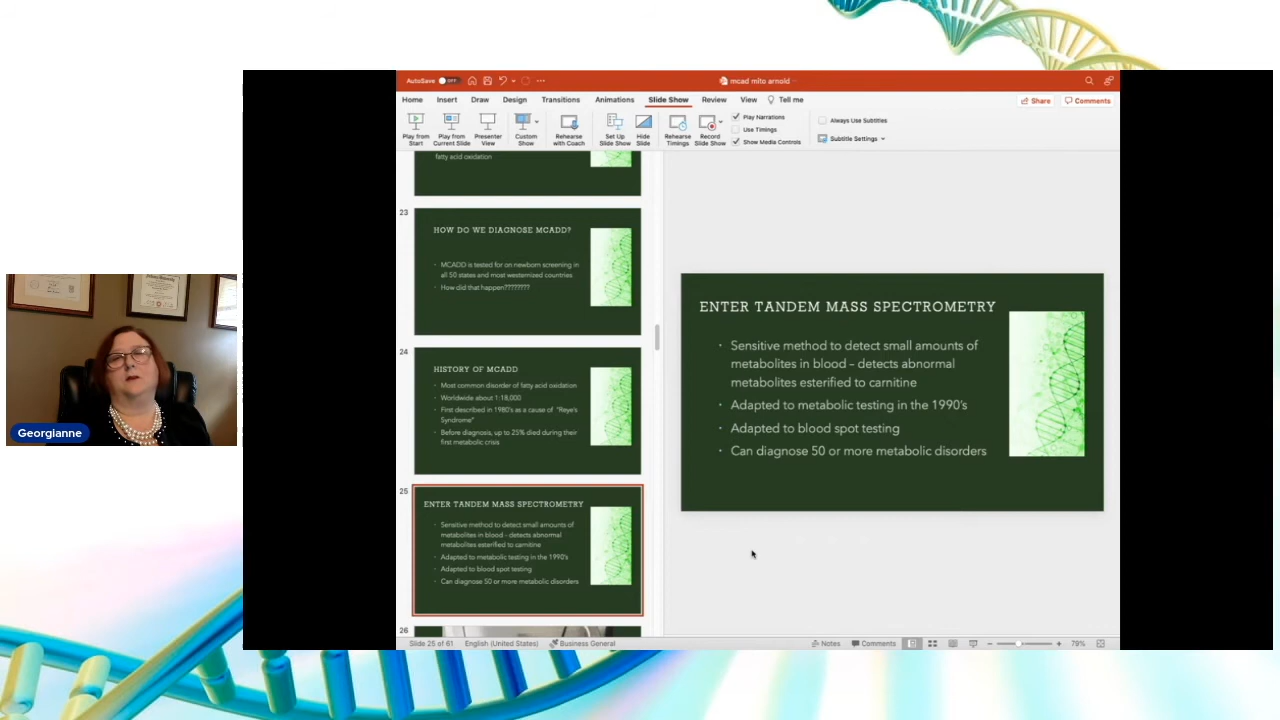 AutoSave OFF
mcad mito arnold
Home Insert Draw Design Transitions Animations Slide Show Review View Tell me
Share Comments
Play from Start
Play from Current Slide
Presenter View
Custom Show
Rehearse with Coach
Set Up Slide Show
Hide Slide
Rehearse Timings
Record Slide Show
Play Narrations
Use Timings
Show Media Controls
Always Use Subtitles
Subtitle Settings
fatty acid oxidation
23
HOW DO WE DIAGNOSE MCADD?
• MCADD is tested for on newborn screening in
all 50 states and most westernized countries
• How did that happen????????
24
HISTORY OF MCADD
• Most common disorder of fatty acid oxidation
• Worldwide about 1:18,000
• First described in 1980's as a cause of "Reye's
Syndrome"
• Before diagnosis, up to 25% died during their
first metabolic crisis
25
ENTER TANDEM MASS SPECTROMETRY
• Sensitive method to detect small amounts of
metabolites in blood - detects abnormal
metabolites esterified to carnitine
• Adapted to metabolic testing in the 1990's
• Adapted to blood spot testing
• Can diagnose 50 or more metabolic disorders
26
ENTER TANDEM MASS SPECTROMETRY
• Sensitive method to detect small amounts of
metabolites in blood - detects abnormal
metabolites esterified to carnitine
• Adapted to metabolic testing in the 1990's
• Adapted to blood spot testing
• Can diagnose 50 or more metabolic disorders
Georgianne
Slide 25 of 61 English (United States) Business General
Notes Comments 79%